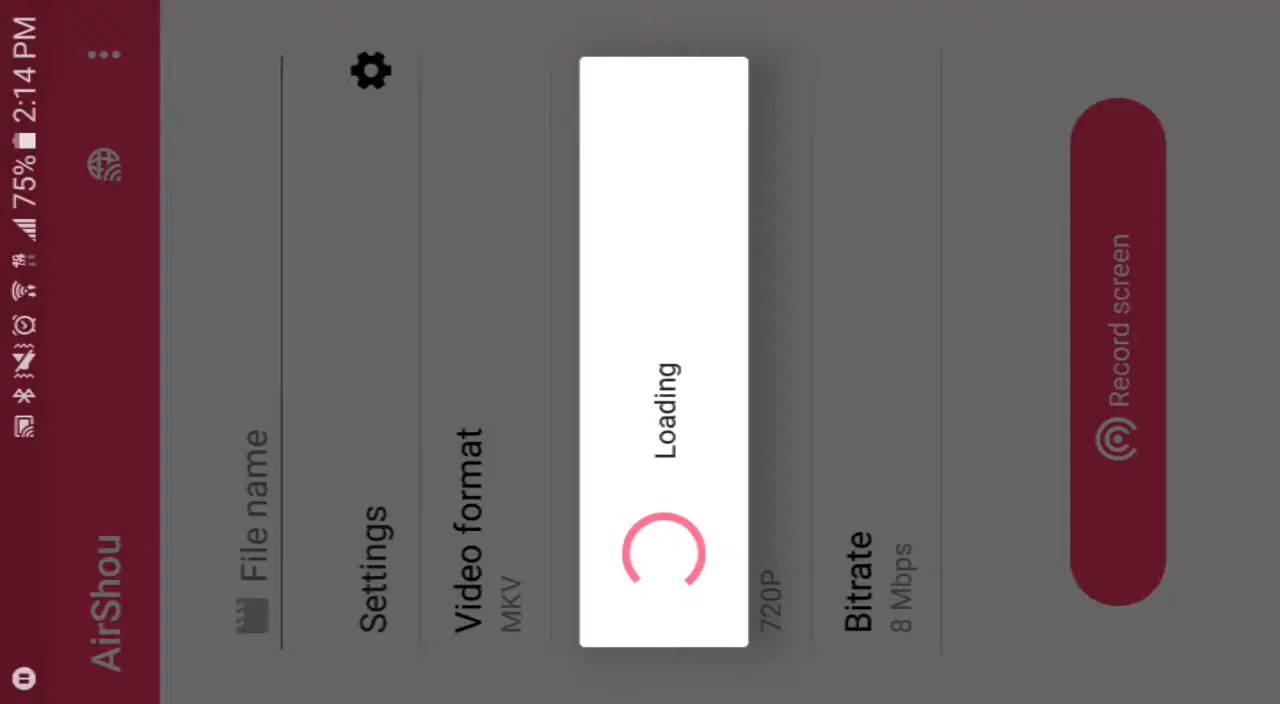 75% 2:14 PM
AirShou
File name
Settings
Video format
MKV
Loading
720P
Bitrate
8 Mbps
Record screen